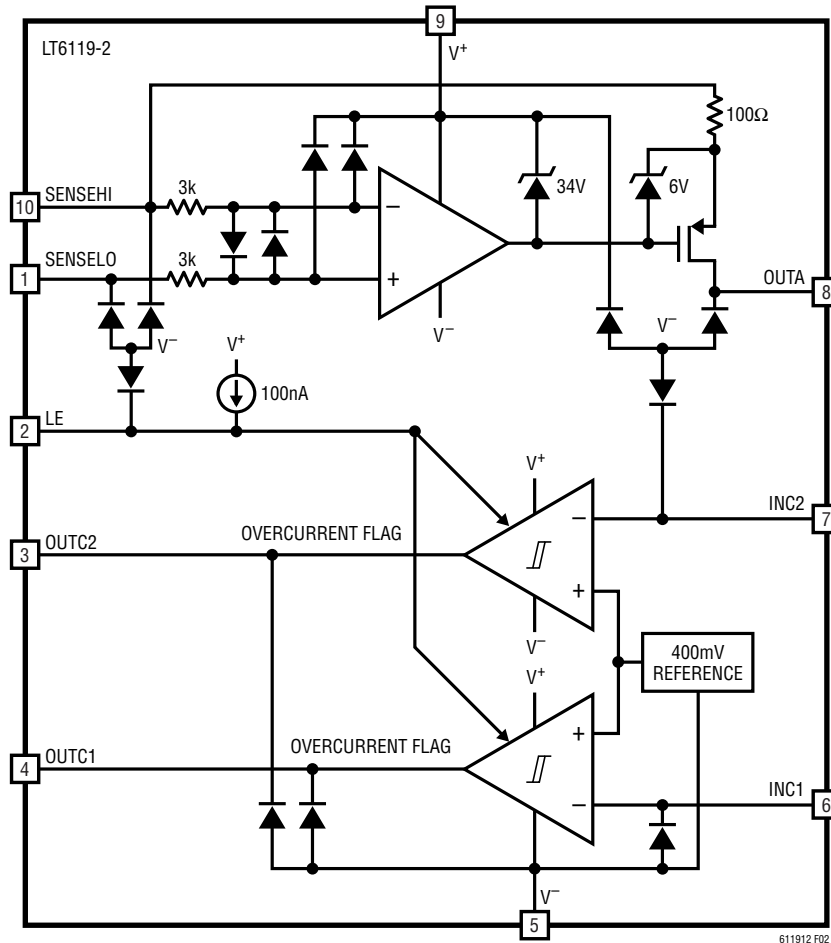 LT6119-2
9
V+
100Ω
3k
34V
6V
10
SENSEHI
−
SENSELO
3k
1
+
OUTA
8
V−
V−
V−
V+
100nA
LE
2
V+
INC2
−
7
OVERCURRENT FLAG
OUTC2
3
+
V−
400mV
REFERENCE
V+
+
OVERCURRENT FLAG
OUTC1
4
INC1
−
6
V−
5
611912 F02